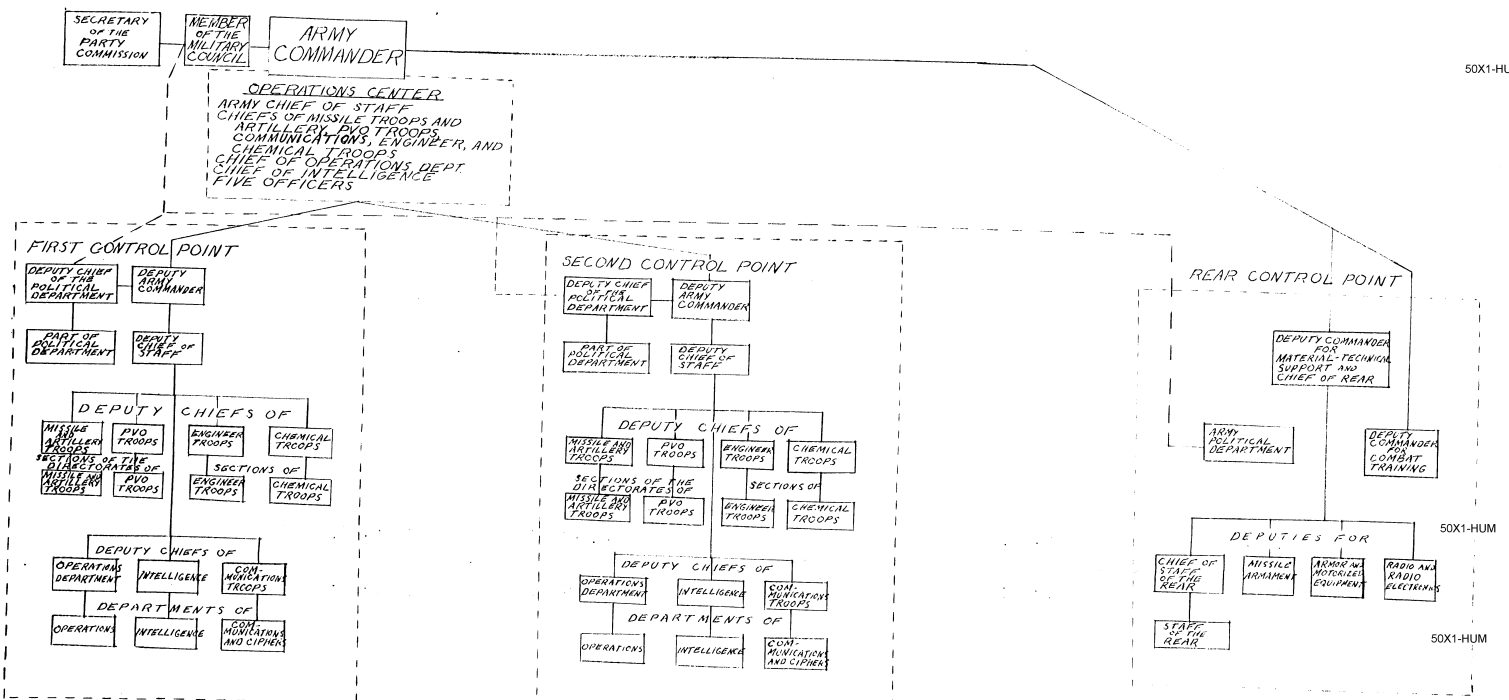 SECRETARY
OF THE
PARTY
COMMISSION
MEMBER
OF THE
MILITARY
COUNCIL
ARMY
COMMANDER
50X1-HU
OPERATIONS CENTER
ARMY CHIEF OF STAFF
CHIEFS OF MISSILE TROOPS AND
ARTILLERY, PVO TROOPS,
COMMUNICATIONS, ENGINEER, AND
CHEMICAL TROOPS
CHIEF OF OPERATIONS DEPT.
CHIEF OF INTELLIGENCE
FIVE OFFICERS
FIRST CONTROL POINT
DEPUTY CHIEF
OF THE
POLITICAL
DEPARTMENT
DEPUTY
ARMY
COMMANDER
PART OF
POLITICAL
DEPARTMENT
DEPUTY
CHIEF OF
STAFF
DEPUTY CHIEFS OF
MISSILE
AND
ARTILLERY
TROOPS
PVO
TROOPS
ENGINEER
TROOPS
CHEMICAL
TROOPS
SECTIONS OF THE
DIRECTORATES OF
SECTIONS OF
MISSILE AND
ARTILLERY
TROOPS
PVO
TROOPS
ENGINEER
TROOPS
CHEMICAL
TROOPS
DEPUTY CHIEFS OF
OPERATIONS
DEPARTMENT
INTELLIGENCE
COM-
MUNICATIONS
TROOPS
DEPARTMENTS OF
OPERATIONS
INTELLIGENCE
COM-
MUNICATIONS
AND CIPHERS
SECOND CONTROL POINT
DEPUTY CHIEF
OF THE
POLITICAL
DEPARTMENT
DEPUTY
ARMY
COMMANDER
PART OF
POLITICAL
DEPARTMENT
DEPUTY
CHIEF OF
STAFF
DEPUTY CHIEFS OF
MISSILE AND
ARTILLERY
TROOPS
PVO
TROOPS
ENGINEER
TROOPS
CHEMICAL
TROOPS
SECTIONS OF THE
DIRECTORATES OF
SECTIONS OF
MISSILE AND
ARTILLERY
TROOPS
PVO
TROOPS
ENGINEER
TROOPS
CHEMICAL
TROOPS
DEPUTY CHIEFS OF
OPERATIONS
DEPARTMENT
INTELLIGENCE
COM-
MUNICATIONS
TROOPS
DEPARTMENTS OF
OPERATIONS
INTELLIGENCE
COM-
MUNICATIONS
AND CIPHERS
REAR CONTROL POINT
DEPUTY COMMANDER
FOR
MATERIAL-TECHNICAL
SUPPORT AND
CHIEF OF REAR
ARMY
POLITICAL
DEPARTMENT
DEPUTY
COMMANDER
FOR
COMBAT
TRAINING
50X1-HUM
DEPUTIES FOR
CHIEF OF
STAFF
OF THE
REAR
MISSILE
ARMAMENT
ARMOR AND
MOTORIZED
EQUIPMENT
RADIO AND
RADIO
ELECTRONICS
STAFF
OF THE
REAR
50X1-HUM